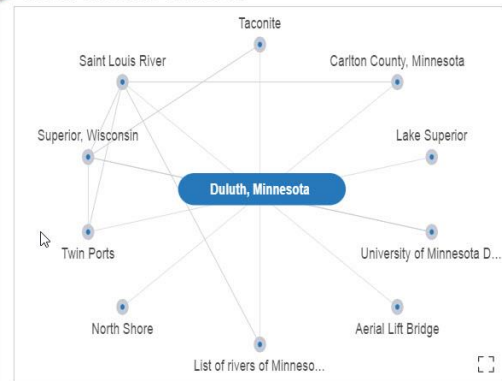 Taconite
Saint Louis River
Carlton County, Minnesota
Superior, Wisconsin
Lake Superior
Duluth, Minnesota
Twin Ports
University of Minnesota D...
North Shore
Aerial Lift Bridge
List of rivers of Minneso...